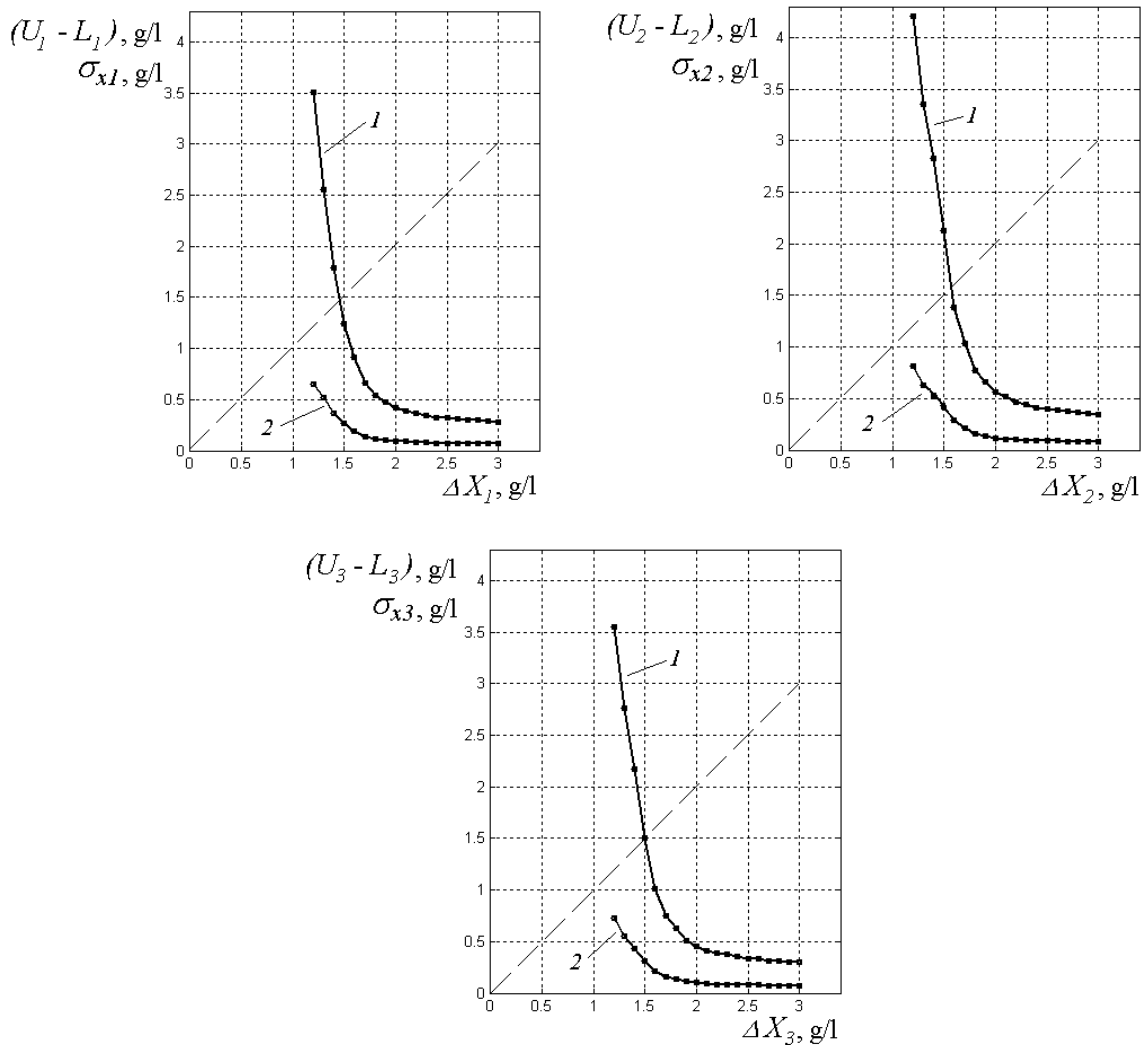 (U₁ - L₁), g/l
σₓ₁, g/l
4
3.5
3
2.5
2
1.5
1
0.5
0
1
2
0 0.5 1 1.5 2 2.5 3
ΔX₁, g/l
(U₂ - L₂), g/l
σₓ₂, g/l
4
3.5
3
2.5
2
1.5
1
0.5
0
1
2
0 0.5 1 1.5 2 2.5 3
ΔX₂, g/l
(U₃ - L₃), g/l
σₓ₃, g/l
4
3.5
3
2.5
2
1.5
1
0.5
0
1
2
0 0.5 1 1.5 2 2.5 3
ΔX₃, g/l